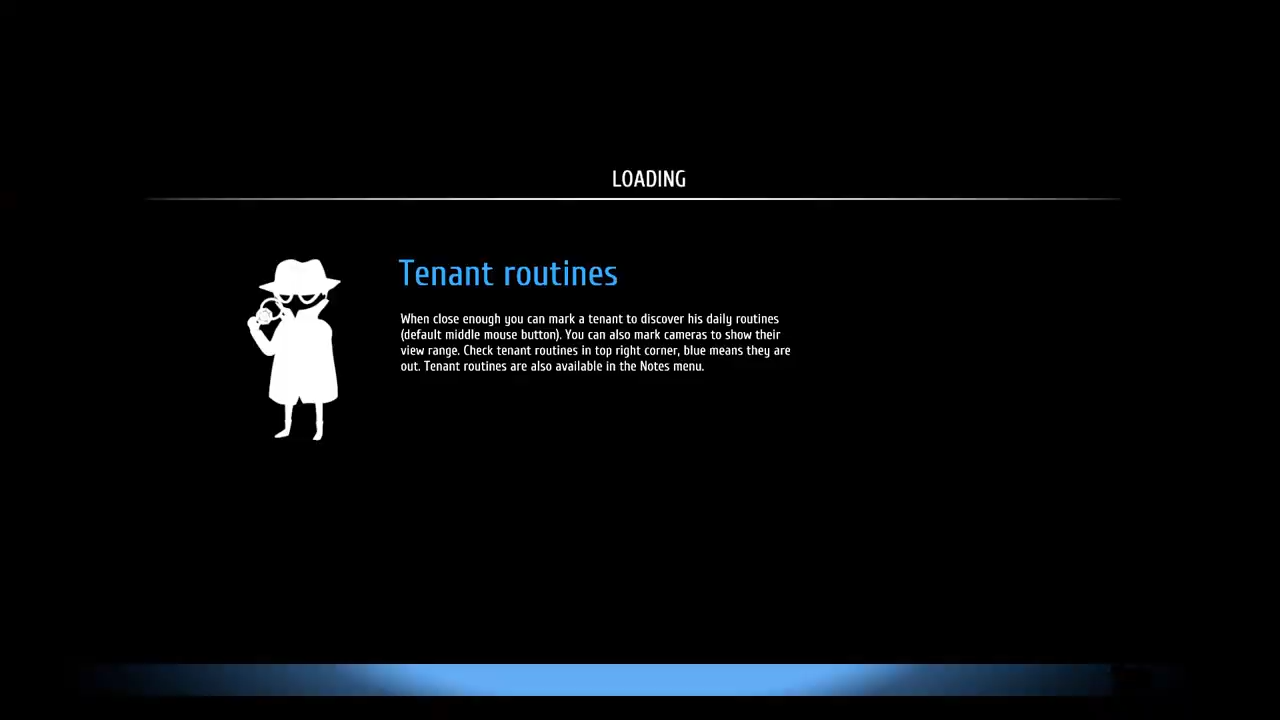 LOADING
Tenant routines
When close enough you can mark a tenant to discover his daily routines
(default middle mouse button). You can also mark cameras to show their
view range. Check tenant routines in top right corner, blue means they are
out. Tenant routines are also available in the Notes menu.